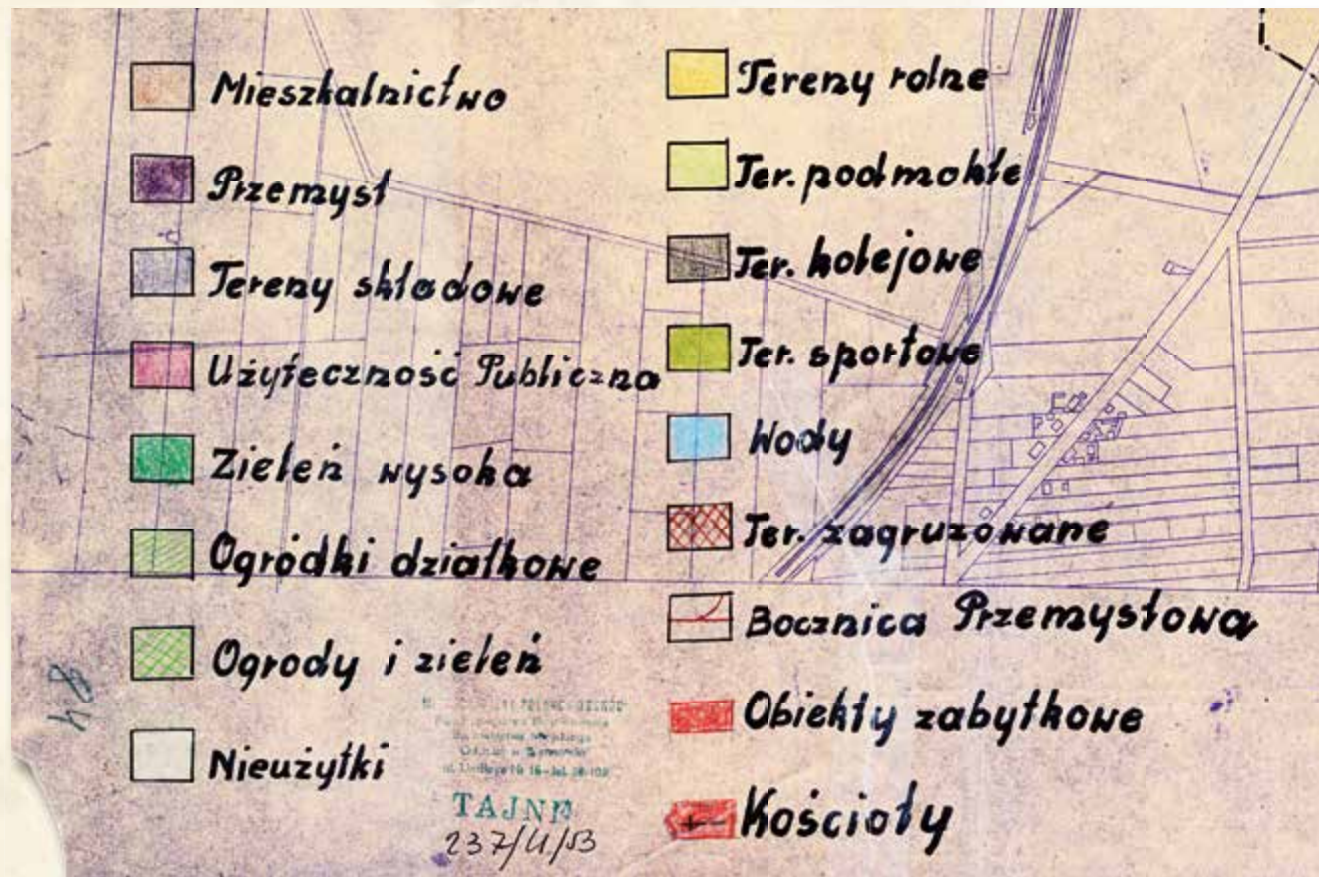 Mieszkalnictwo
Przemysł
Tereny składowe
Użyteczność Publiczna
Zieleń wysoka
Ogródki działkowe
Ogrody i zieleń
Nieużytki
TAJNE
237/U/53
48
Tereny rolne
Ter. podmokłe
Ter. kolejowe
Ter. sportowe
Wody
Ter. zagruzowane
Bocznica Przemysłowa
Obiekty zabytkowe
Kościoły